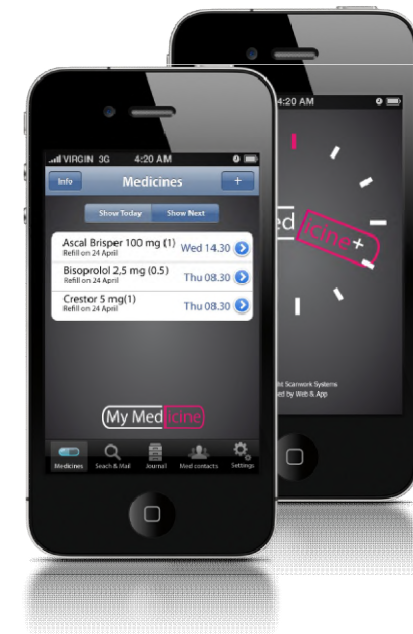 VIRGIN 3G 4:20 AM
Info Medicines +
Show Today Show Next
Ascal Brisper 100 mg (1) Wed 14.30
Refill on 24 April
Bisoprolol 2,5 mg (0.5) Thu 08.30
Refill on 24 April
Crestor 5 mg(1) Thu 08.30
Refill on 24 April
My Medicine
Medicines Seach & Mail Journal Med contacts Settings
4:20 AM
icine+
Scanwork Systems
by Web &. App